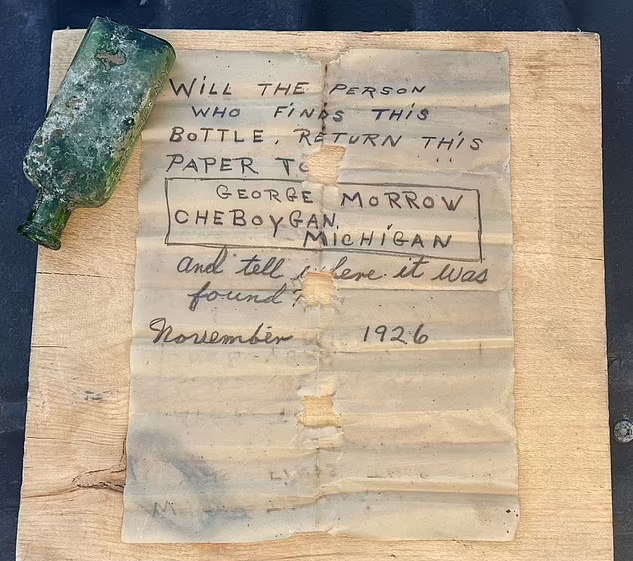 WILL THE PERSON
WHO FINDS THIS
BOTTLE, RETURN THIS
PAPER TO
GEORGE MORROW
CHEBOYGAN,
MICHIGAN
and tell where it was
found?
November 1926